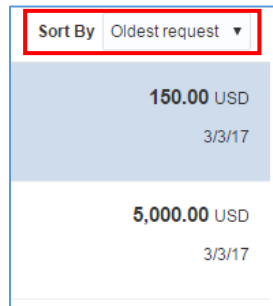 Sort By Oldest request ▼
150.00 USD
3/3/17
5,000.00 USD
3/3/17